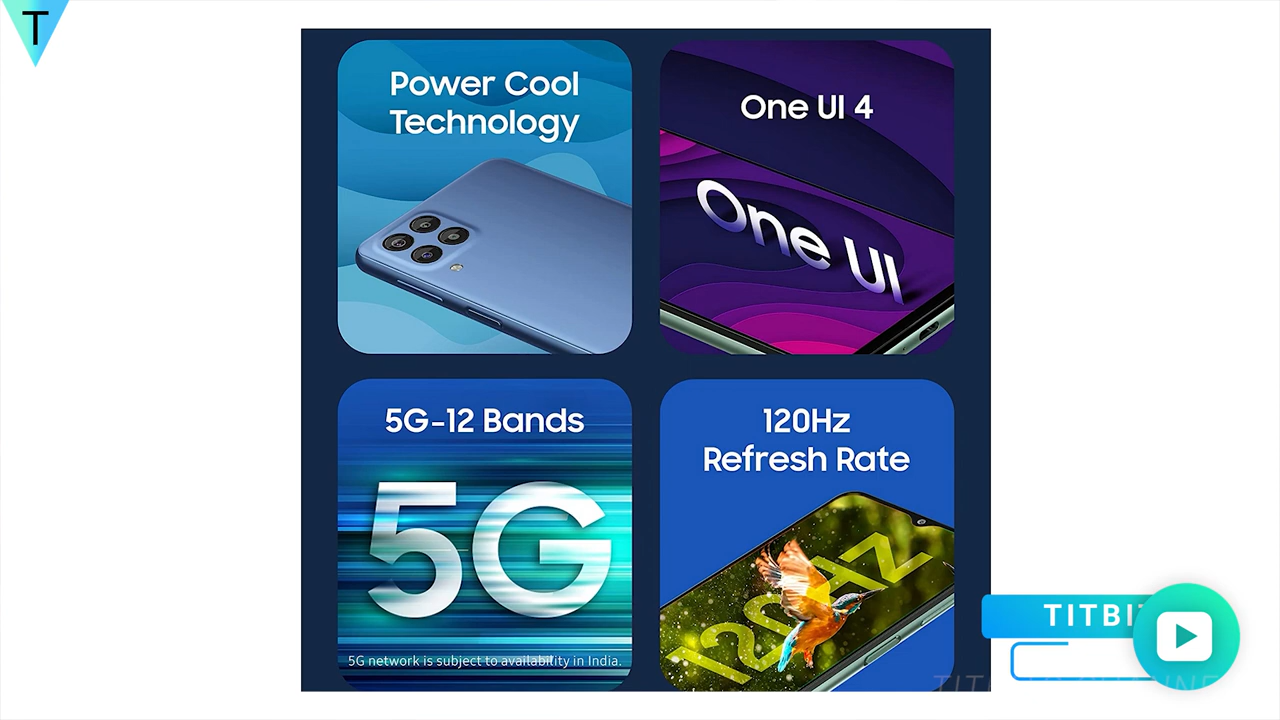 T
Power Cool
Technology
One UI 4
One UI
5G-12 Bands
5G
5G network is subject to availability in India.
120Hz
Refresh Rate
120HZ